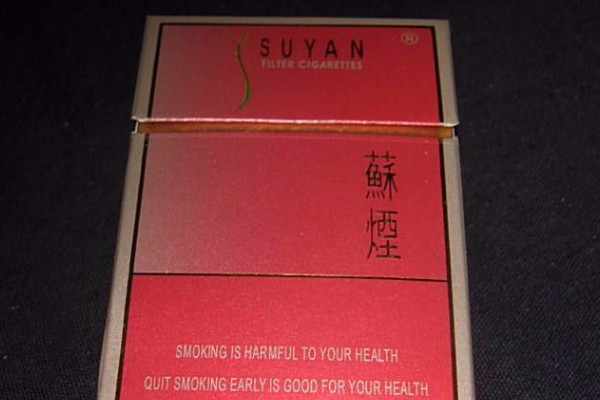 SUYAN ®
FILTER CIGARETTES
蘇
煙
SMOKING IS HARMFUL TO YOUR HEALTH
QUIT SMOKING EARLY IS GOOD FOR YOUR HEALTH